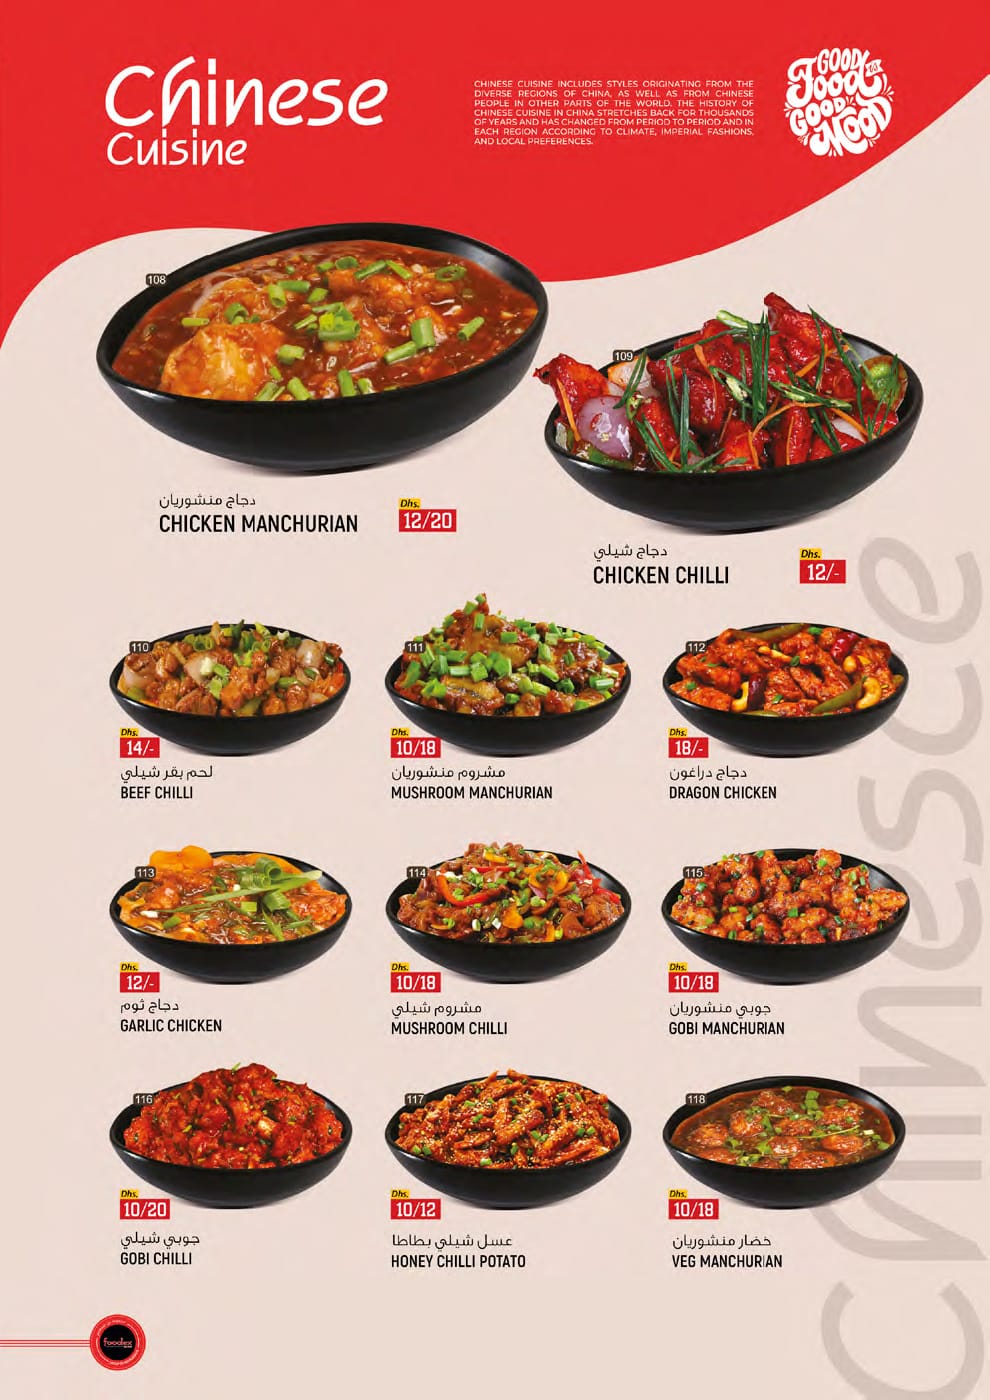 Chinese
Cuisine
CHINESE CUISINE INCLUDES STYLES ORIGINATING FROM THE
DIVERSE REGIONS OF CHINA, AS WELL AS FROM CHINESE
PEOPLE IN OTHER PARTS OF THE WORLD. THE HISTORY OF
CHINESE CUISINE IN CHINA STRETCHES BACK FOR THOUSANDS
OF YEARS AND HAS CHANGED FROM PERIOD TO PERIOD AND IN
EACH REGION ACCORDING TO CLIMATE, IMPERIAL FASHIONS,
AND LOCAL PREFERENCES.
GOOD
Foood
GOOD
MOOD
108
دجاج منشوريان
CHICKEN MANCHURIAN
Dhs.
12/20
109
دجاج شيلي
CHICKEN CHILLI
Dhs.
12/-
110
Dhs.
14/-
لحم بقر شيلي
BEEF CHILLI
111
Dhs.
10/18
مشروم منشوريان
MUSHROOM MANCHURIAN
112
Dhs.
18/-
دجاج دراغون
DRAGON CHICKEN
113
Dhs.
12/-
دجاج ثوم
GARLIC CHICKEN
114
Dhs.
10/18
مشروم شيلي
MUSHROOM CHILLI
115
Dhs.
10/18
جوبي منشوريان
GOBI MANCHURIAN
116
Dhs.
10/20
جوبي شيلي
GOBI CHILLI
117
Dhs.
10/12
عسل شيلي بطاطا
HONEY CHILLI POTATO
118
Dhs.
10/18
خضار منشوريان
VEG MANCHURIAN
chinesce
foodex